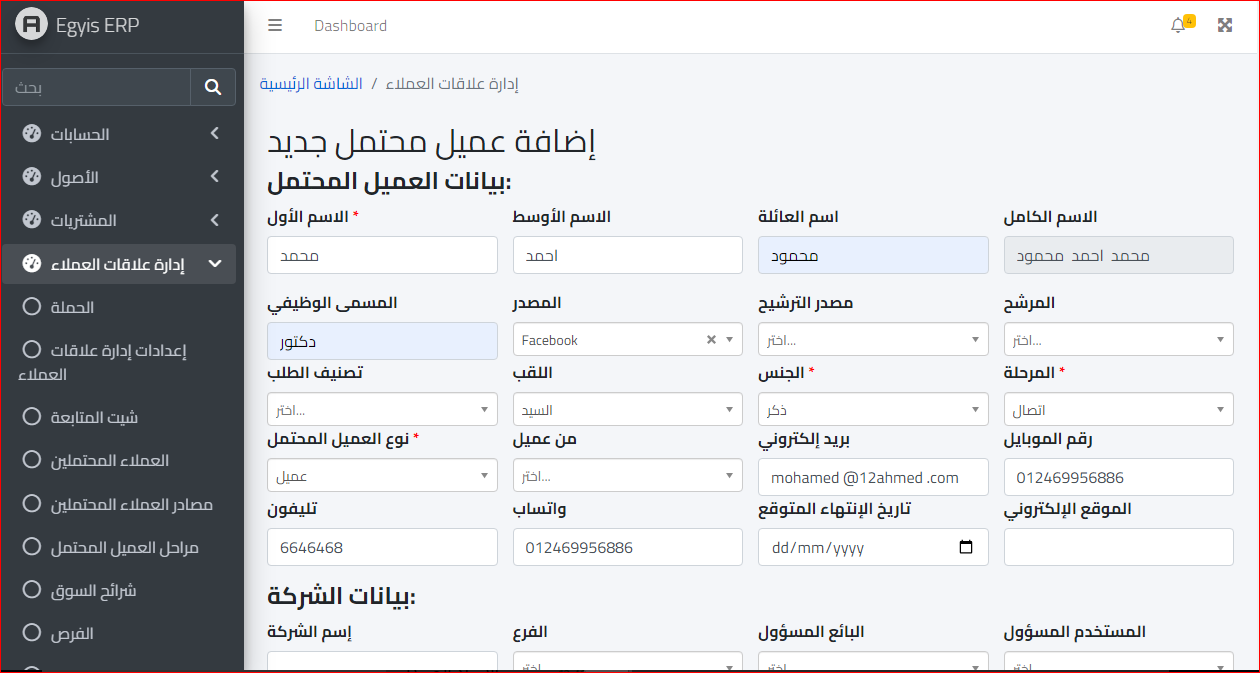 Egyis ERP
بحث
الحسابات
الأصول
المشتريات
إدارة علاقات العملاء
الحملة
إعدادات إدارة علاقات
العملاء
شيت المتابعة
العملاء المحتملين
مصادر العملاء المحتملين
مراحل العميل المحتمل
شرائح السوق
الفرص
Dashboard
4
الشاشة الرئيسية / إدارة علاقات العملاء
إضافة عميل محتمل جديد
بيانات العميل المحتمل:
الاسم الأول *
الاسم الأوسط
اسم العائلة
الاسم الكامل
محمد
احمد
محمود
محمد احمد محمود
المسمى الوظيفي
المصدر
مصدر الترشيح
المرشح
دكتور
Facebook
اختر...
اختر...
تصنيف الطلب
اللقب
الجنس *
المرحلة *
اختر...
السيد
ذكر
اتصال
نوع العميل المحتمل *
من عميل
بريد إلكتروني
رقم الموبايل
عميل
اختر...
mohamed @12ahmed .com
012469956886
تليفون
واتساب
تاريخ الإنتهاء المتوقع
الموقع الإلكتروني
6646468
012469956886
dd/mm/yyyy
بيانات الشركة:
إسم الشركة
الفرع
البائع المسؤول
المستخدم المسؤول
اختر...
اختر...
اختر...